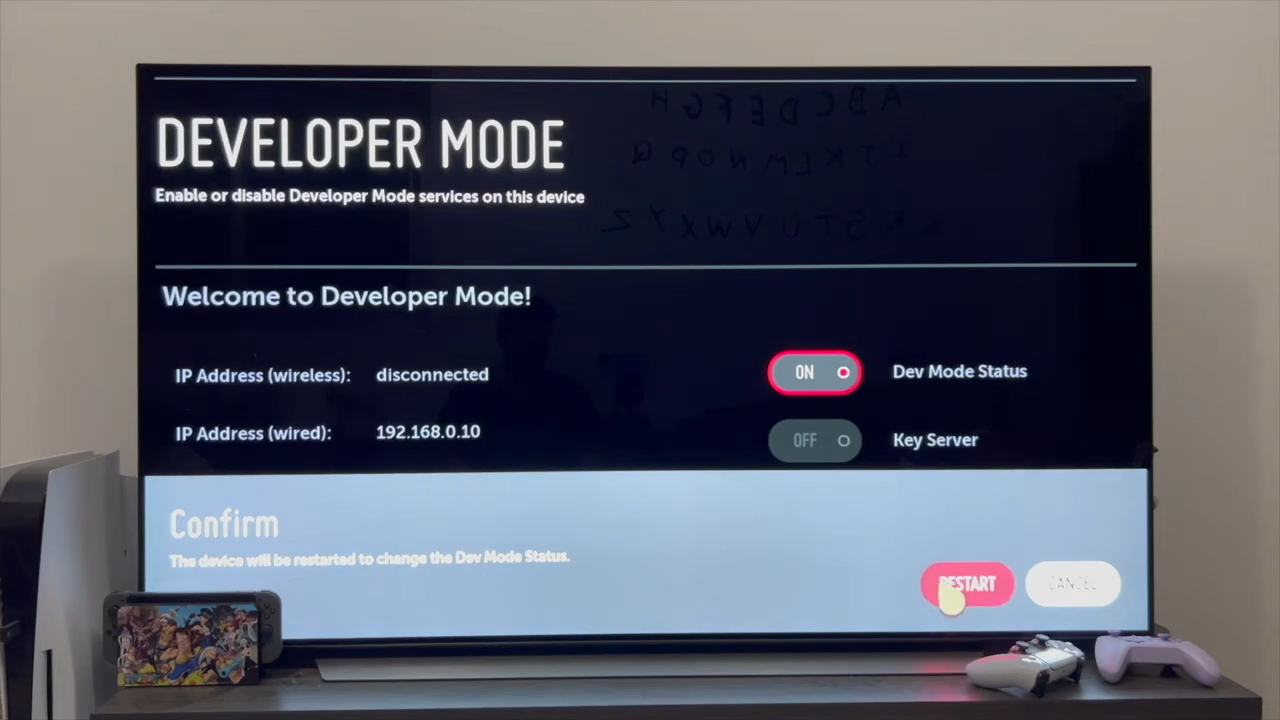 DEVELOPER MODE
Enable or disable Developer Mode services on this device
Welcome to Developer Mode!
IP Address (wireless): disconnected
ON Dev Mode Status
IP Address (wired): 192.168.0.10
OFF Key Server
Confirm
The device will be restarted to change the Dev Mode Status.
RESTART CANCEL